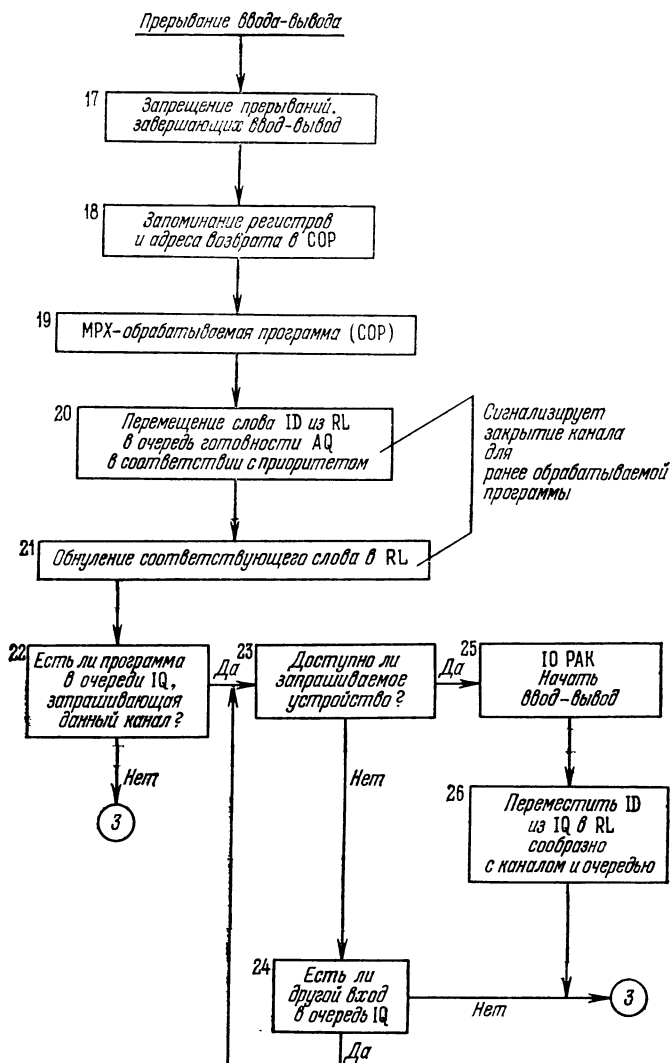 Прерывание ввода-вывода
17
Запрещение прерываний.
завершающих ввод-вывод
18
Запоминание регистров
и адреса возврата в COP
19
MPX-обрабатываемая программа (COP)
20
Перемещение слова ID из RL
в очередь готовности AQ
в соответствии с приоритетом
Сигнализирует
закрытие канала
для
ранее обрабатываемой
программы
21
Обнуление соответствующего слова в RL
22
Есть ли программа
в очереди IQ,
запрашивающая
данный канал?
Да
Нет
3
23
Доступно ли
запрашиваемое
устройство?
Да
Нет
25
IO PAK
Начать
ввод-вывод
26
Переместить ID
из IQ в RL
сообразно
с каналом и очередью
24
Есть ли
другой вход
в очередь IQ
Нет
3
Да